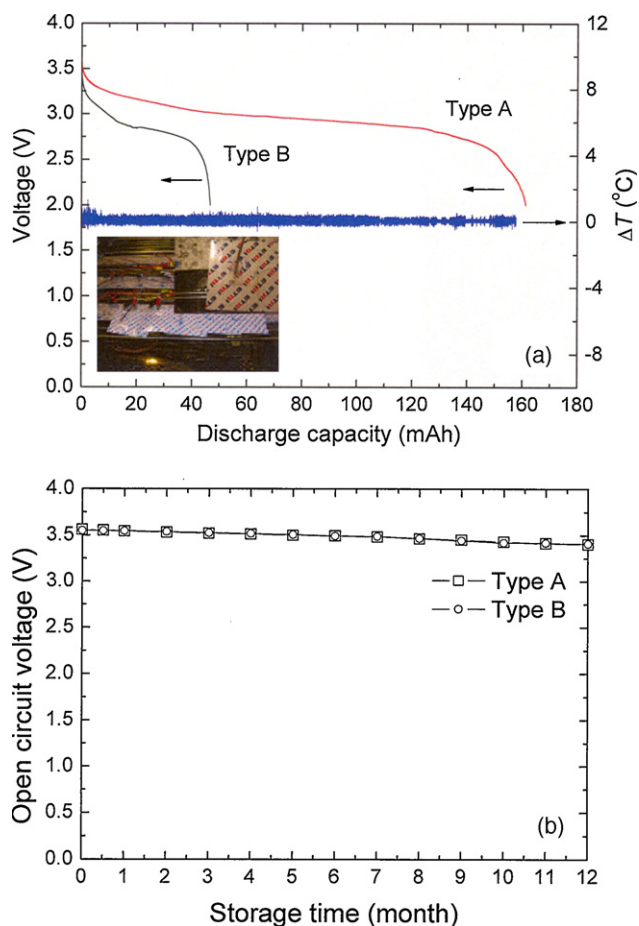 4.0
3.5
3.0
2.5
2.0
1.5
1.0
0.5
0.0
Voltage (V)
12
8
4
0
-4
-8
ΔT (°C)
Type A
Type B
(a)
0 20 40 60 80 100 120 140 160 180
Discharge capacity (mAh)
4.0
3.5
3.0
2.5
2.0
1.5
1.0
0.5
0.0
Open circuit voltage (V)
Type A
Type B
(b)
0 1 2 3 4 5 6 7 8 9 10 11 12
Storage time (month)